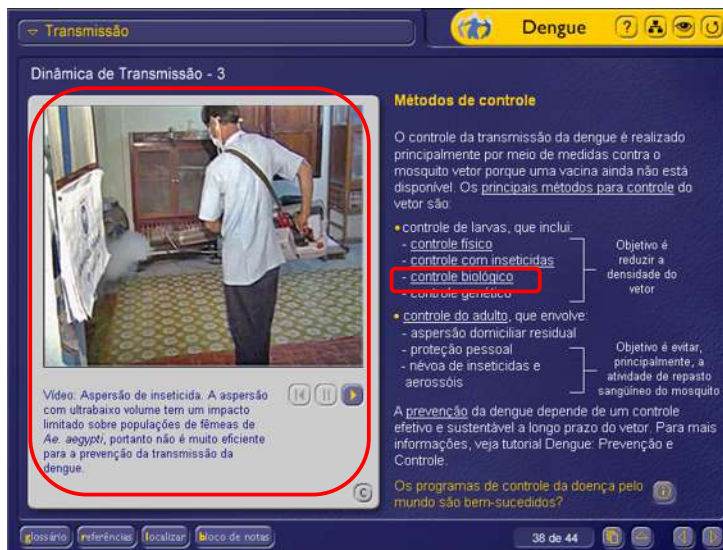 Transmissão
Dengue
?
Dinâmica de Transmissão - 3
Vídeo: Aspersão de inseticida. A aspersão
com ultrabaixo volume tem um impacto
limitado sobre populações de fêmeas de
Ae. aegypti, portanto não é muito eficiente
para a prevenção da transmissão da
dengue.
C
Métodos de controle
O controle da transmissão da dengue é realizado
principalmente por meio de medidas contra o
mosquito vetor porque uma vacina ainda não está
disponível. Os principais métodos para controle do
vetor são:
•controle de larvas, que inclui:
- controle físico
- controle com inseticidas
- controle biológico
- controle genético
Objetivo é
reduzir a
densidade do
vetor
• controle do adulto, que envolve:
- aspersão domiciliar residual
- proteção pessoal
- névoa de inseticidas e
aerossóis
Objetivo é evitar,
principalmente, a
atividade de repasto
sangüíneo do mosquito
A prevenção da dengue depende de um controle
efetivo e sustentável a longo prazo do vetor. Para mais
informações, veja tutorial Dengue: Prevenção e
Controle.
Os programas de controle da doença pelo
mundo são bem-sucedidos?
glossário referências localizar bloco de notas
38 de 44